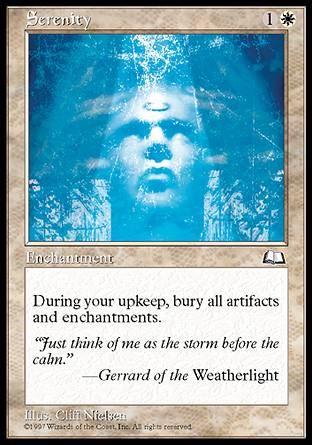 Serenity 1
Enchantment
During your upkeep, bury all artifacts
and enchantments.
“Just think of me as the storm before the
calm.”
—Gerrard of the Weatherlight
Illus. Cliff Nielsen
©1997 Wizards of the Coast, Inc. All rights reserved.